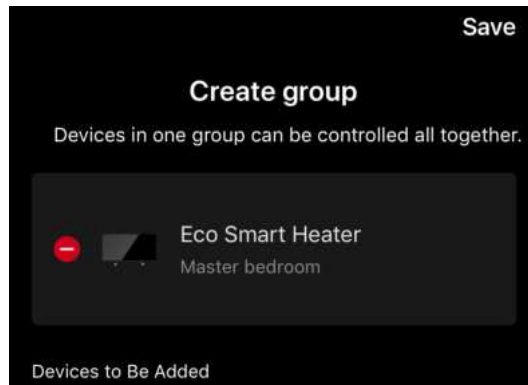 Save
Create group
Devices in one group can be controlled all together.
Eco Smart Heater
Master bedroom
Devices to Be Added